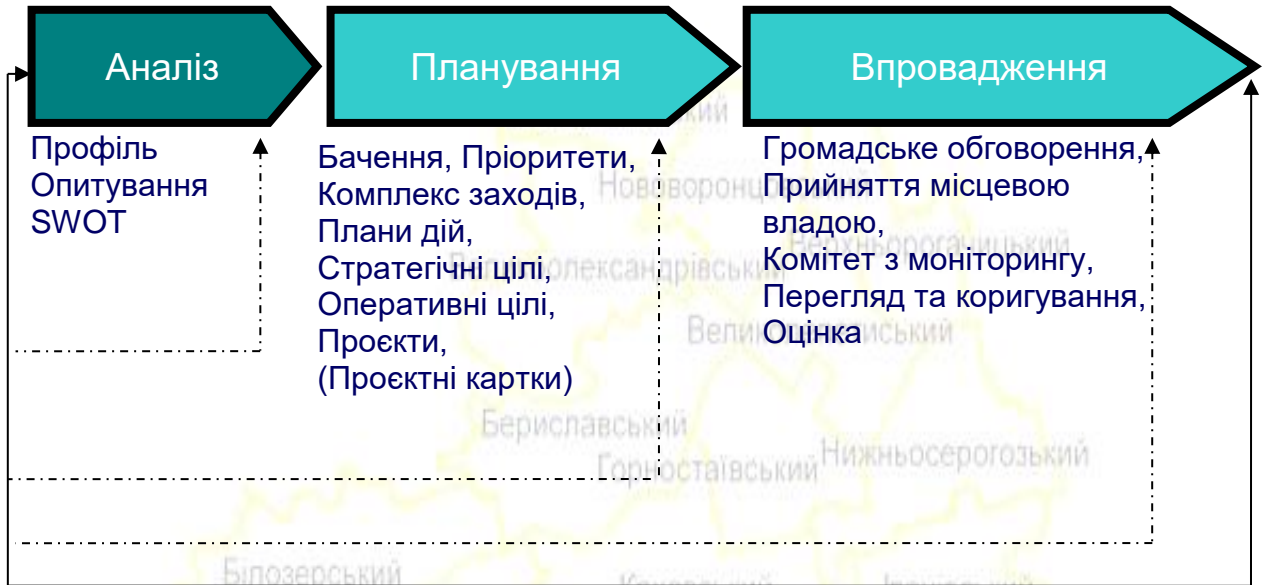 Аналіз
Планування
Впровадження
Профіль
Опитування
SWOT
Бачення, Пріоритети,
Комплекс заходів,
Плани дій,
Стратегічні цілі,
Оперативні цілі,
Проєкти,
(Проєктні картки)
Громадське обговорення,
Прийняття місцевою
владою,
Комітет з моніторингу,
Перегляд та коригування,
Оцінка
Верхньорогачицький
Бериславський
Горностаївський
Нижньосерогозький
Білозерський